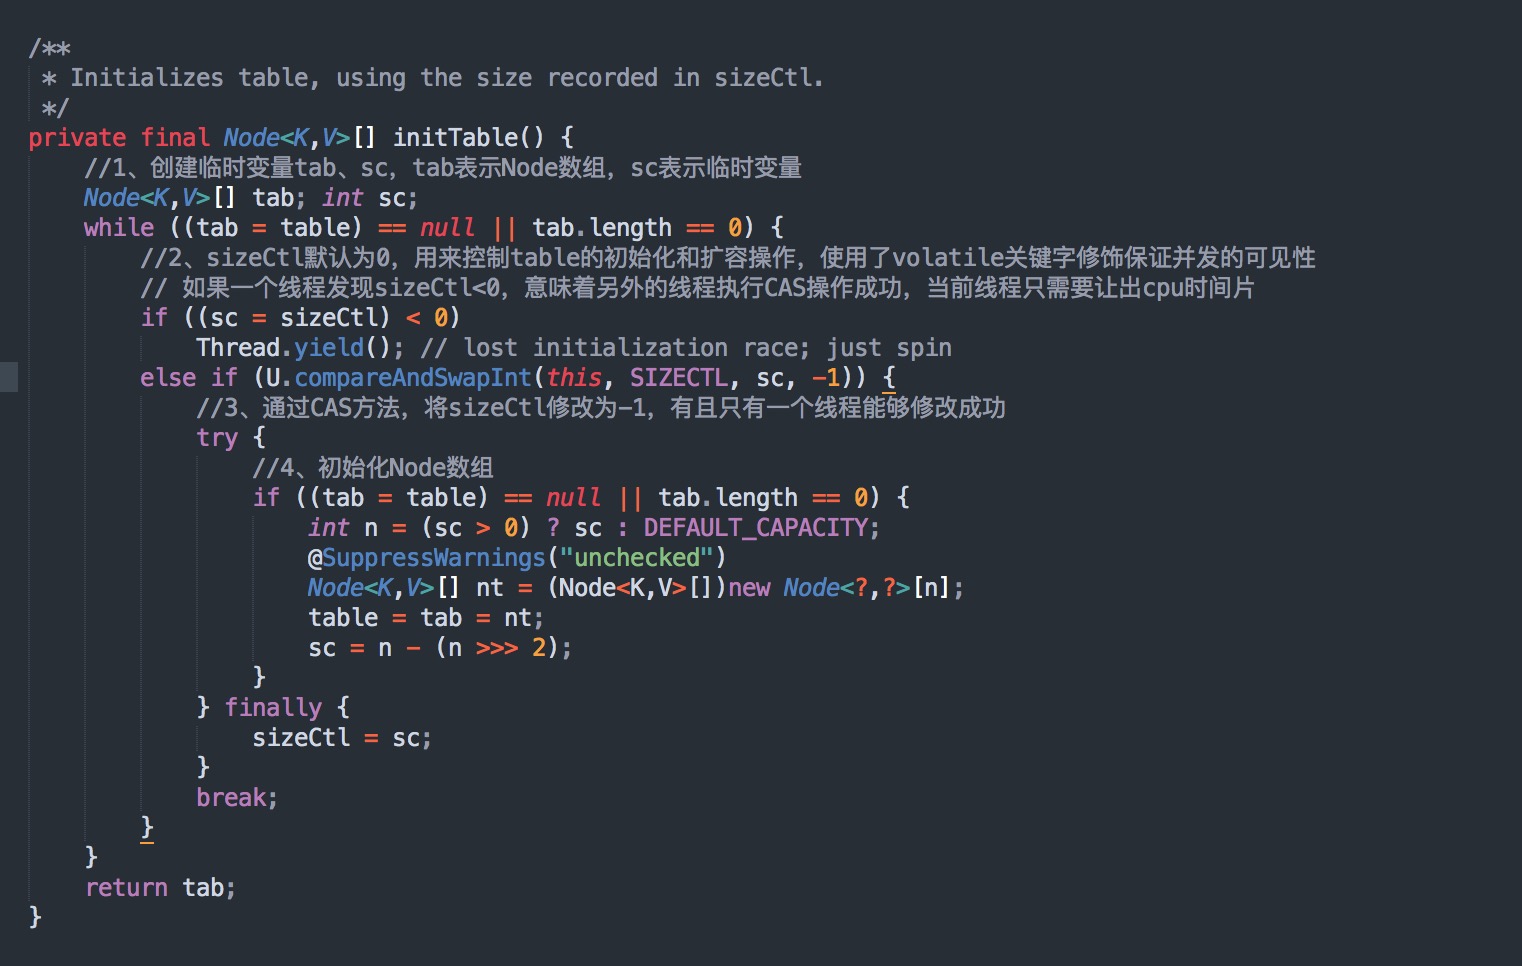 /**
 * Initializes table, using the size recorded in sizeCtl.
 */
private final Node<K,V>[] initTable() {
    //1、创建临时变量tab、sc，tab表示Node数组，sc表示临时变量
    Node<K,V>[] tab; int sc;
    while ((tab = table) == null || tab.length == 0) {
        //2、sizeCtl默认为0，用来控制table的初始化和扩容操作，使用了volatile关键字修饰保证并发的可见性
        // 如果一个线程发现sizeCtl<0，意味着另外的线程执行CAS操作成功，当前线程只需要让出cpu时间片
        if ((sc = sizeCtl) < 0)
            Thread.yield(); // lost initialization race; just spin
        else if (U.compareAndSwapInt(this, SIZECTL, sc, -1)) {
            //3、通过CAS方法，将sizeCtl修改为-1，有且只有一个线程能够修改成功
            try {
                //4、初始化Node数组
                if ((tab = table) == null || tab.length == 0) {
                    int n = (sc > 0) ? sc : DEFAULT_CAPACITY;
                    @SuppressWarnings("unchecked")
                    Node<K,V>[] nt = (Node<K,V>[])new Node<?,?>[n];
                    table = tab = nt;
                    sc = n - (n >>> 2);
                }
            } finally {
                sizeCtl = sc;
            }
            break;
        }
    }
    return tab;
}